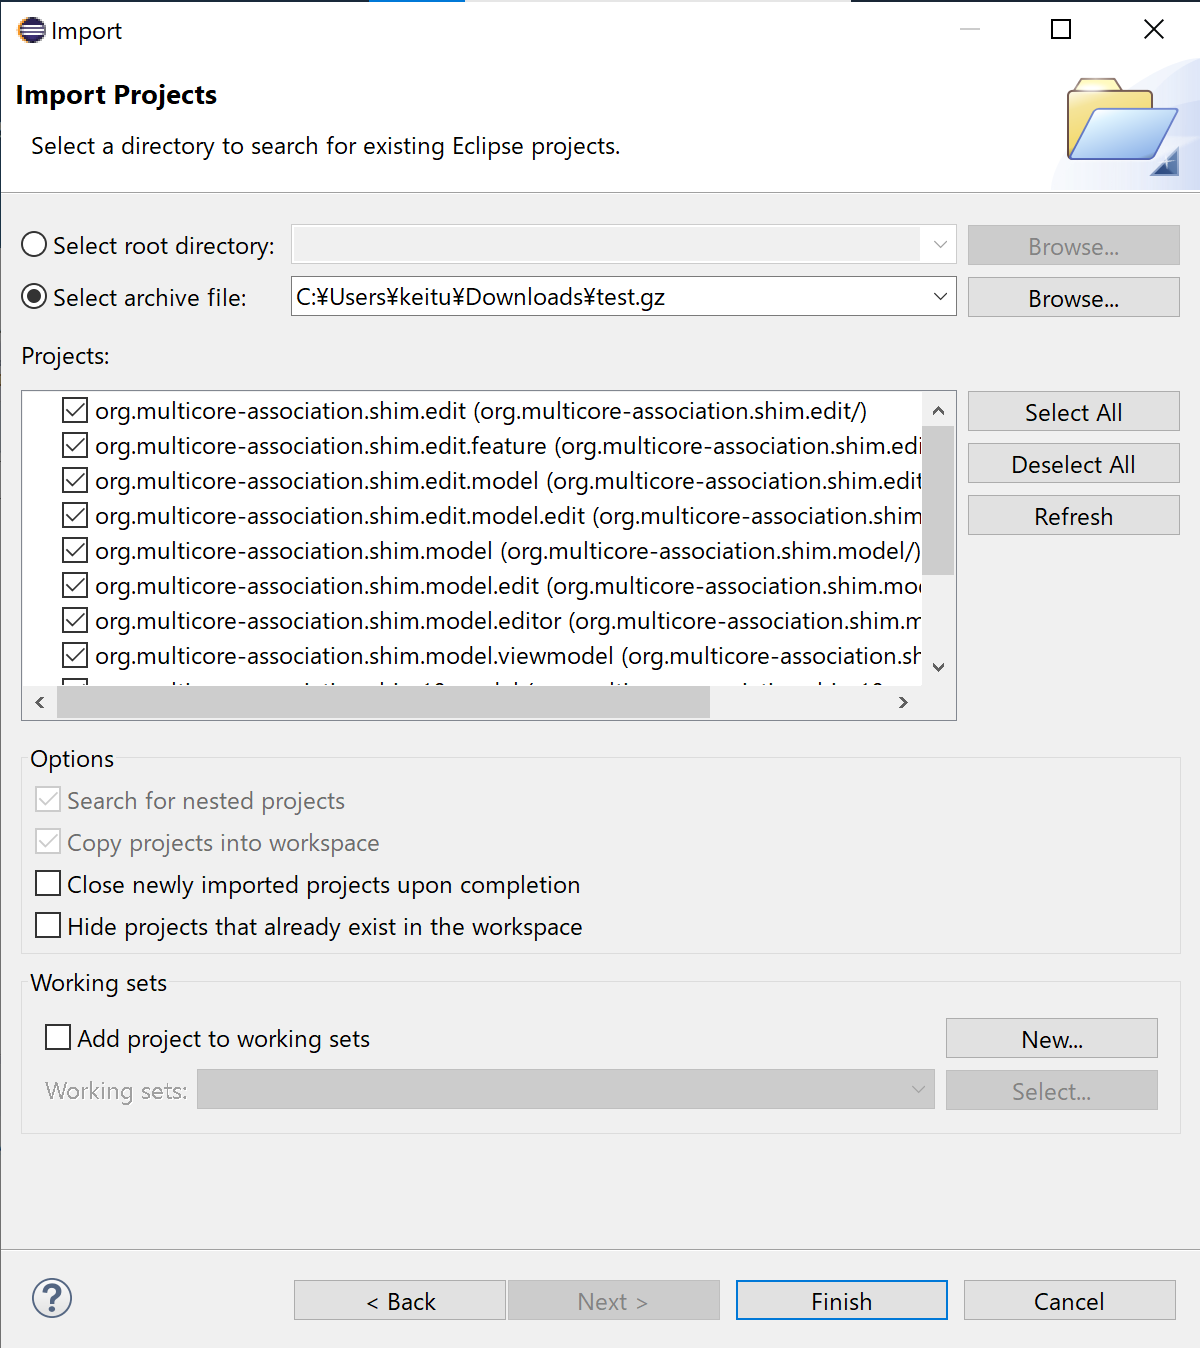 Import
Import Projects
Select a directory to search for existing Eclipse projects.
Select root directory:
Browse...
Select archive file:
C:¥Users¥keitu¥Downloads¥test.gz
Browse...
Projects:
org.multicore-association.shim.edit (org.multicore-association.shim.edit/)
org.multicore-association.shim.edit.feature (org.multicore-association.shim.edi
org.multicore-association.shim.edit.model (org.multicore-association.shim.edit
org.multicore-association.shim.edit.model.edit (org.multicore-association.shim
org.multicore-association.shim.model (org.multicore-association.shim.model/)
org.multicore-association.shim.model.edit (org.multicore-association.shim.mo
org.multicore-association.shim.model.editor (org.multicore-association.shim.m
org.multicore-association.shim.model.viewmodel (org.multicore-association.sh
Select All
Deselect All
Refresh
Options
Search for nested projects
Copy projects into workspace
Close newly imported projects upon completion
Hide projects that already exist in the workspace
Working sets
Add project to working sets
New...
Working sets:
Select...
?
< Back
Next >
Finish
Cancel